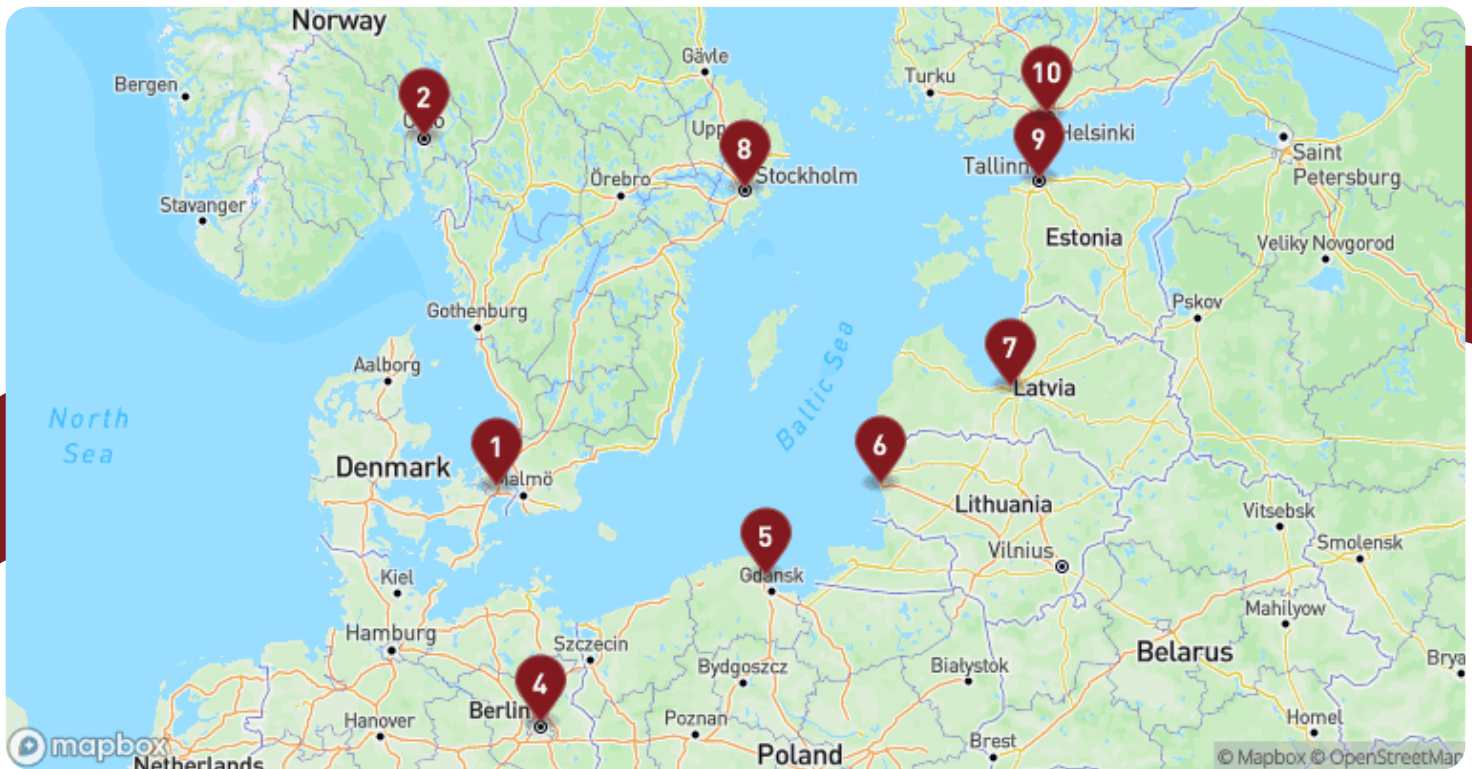 Norway
Gävle
Bergen
Turku
10
2
Upp
9
Helsinki
8
Tallinn
Saint
Petersburg
Örebro
Stockholm
Stavanger
Estonia
Veliky Novgorod
Gothenburg
Pskov
Aalborg
7
Latvia
Baltic Sea
North
Sea
1
6
Denmark
Malmö
Lithuania
Vitsebsk
5
Vilnius
Smolensk
Kiel
Gdańsk
Mahilyow
Hamburg
Szczecin
Belarus
Bydgoszcz
Białystok
Brya
4
Berlin
Hanover
Poznan
Homel
mapbox
Poland
Brest
© Mapbox © OpenStreetMap
Netherlands